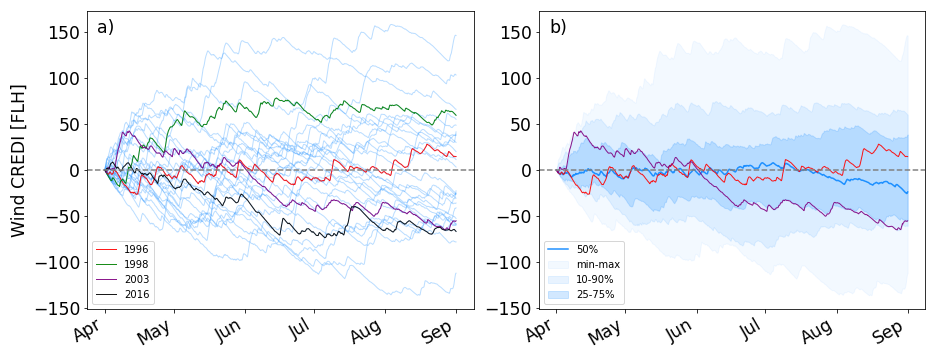 a)
Wind CREDI [FLH]
150
100
50
0
−50
−100
−150
1996
1998
2003
2016
Apr
May
Jun
Jul
Aug
Sep
b)
150
100
50
0
−50
−100
−150
50%
min-max
10-90%
25-75%
Apr
May
Jun
Jul
Aug
Sep